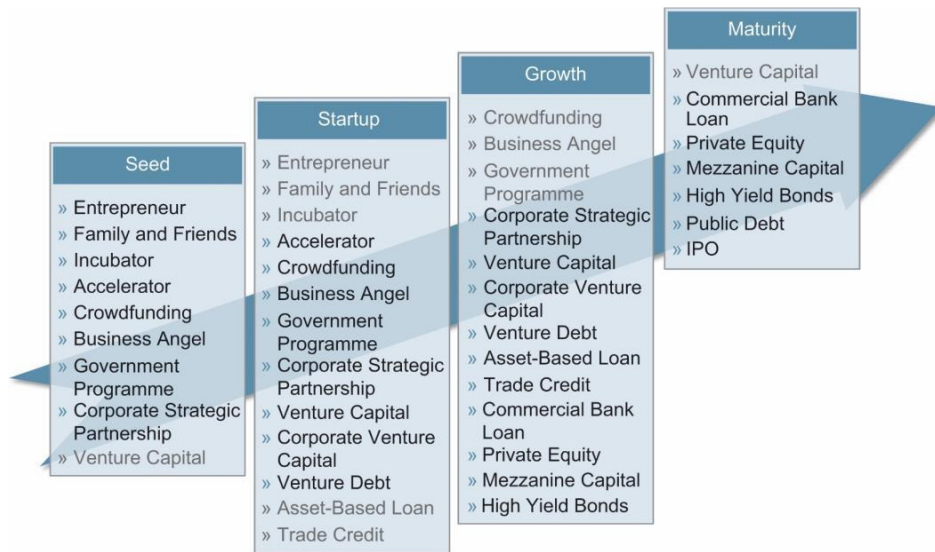 Seed
» Entrepreneur
» Family and Friends
» Incubator
» Accelerator
» Crowdfunding
» Business Angel
» Government
Programme
» Corporate Strategic
Partnership
» Venture Capital
Startup
» Entrepreneur
» Family and Friends
» Incubator
» Accelerator
» Crowdfunding
» Business Angel
» Government
Programme
» Corporate Strategic
Partnership
» Venture Capital
» Corporate Venture
Capital
» Venture Debt
» Asset-Based Loan
» Trade Credit
Growth
» Crowdfunding
» Business Angel
» Government
Programme
» Corporate Strategic
Partnership
» Venture Capital
» Corporate Venture
Capital
» Venture Debt
» Asset-Based Loan
» Trade Credit
» Commercial Bank
Loan
» Private Equity
» Mezzanine Capital
» High Yield Bonds
Maturity
» Venture Capital
» Commercial Bank
Loan
» Private Equity
» Mezzanine Capital
» High Yield Bonds
» Public Debt
» IPO